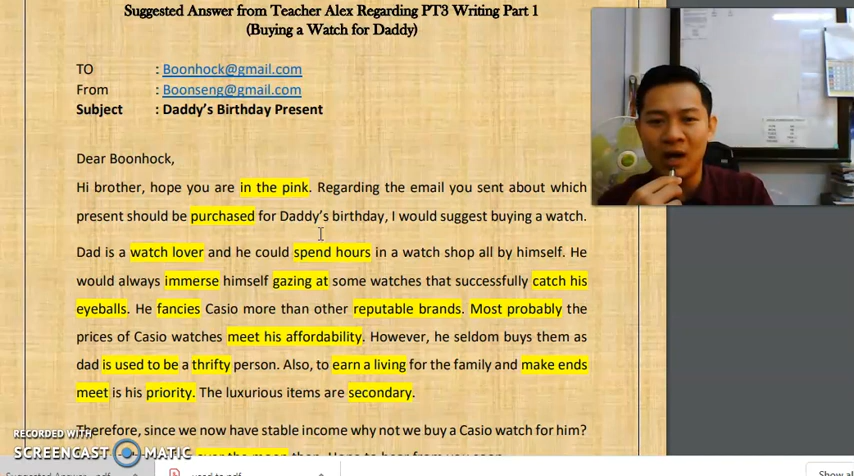 Suggested Answer from Teacher Alex Regarding PT3 Writing Part 1
(Buying a Watch for Daddy)
TO : Boonhock@gmail.com
From : Boonseng@gmail.com
Subject : Daddy's Birthday Present
Dear Boonhock,
Hi brother, hope you are in the pink. Regarding the email you sent about which
present should be purchased for Daddy's birthday, I would suggest buying a watch.
Dad is a watch lover and he could spend hours in a watch shop all by himself. He
would always immerse himself gazing at some watches that successfully catch his
eyeballs. He fancies Casio more than other reputable brands. Most probably the
prices of Casio watches meet his affordability. However, he seldom buys them as
dad is used to be a thrifty person. Also, to earn a living for the family and make ends
meet is his priority. The luxurious items are secondary.
Therefore, since we now have stable income why not we buy a Casio watch for him?
RECORDED WITH
SCREENCAST MATIC
Show al